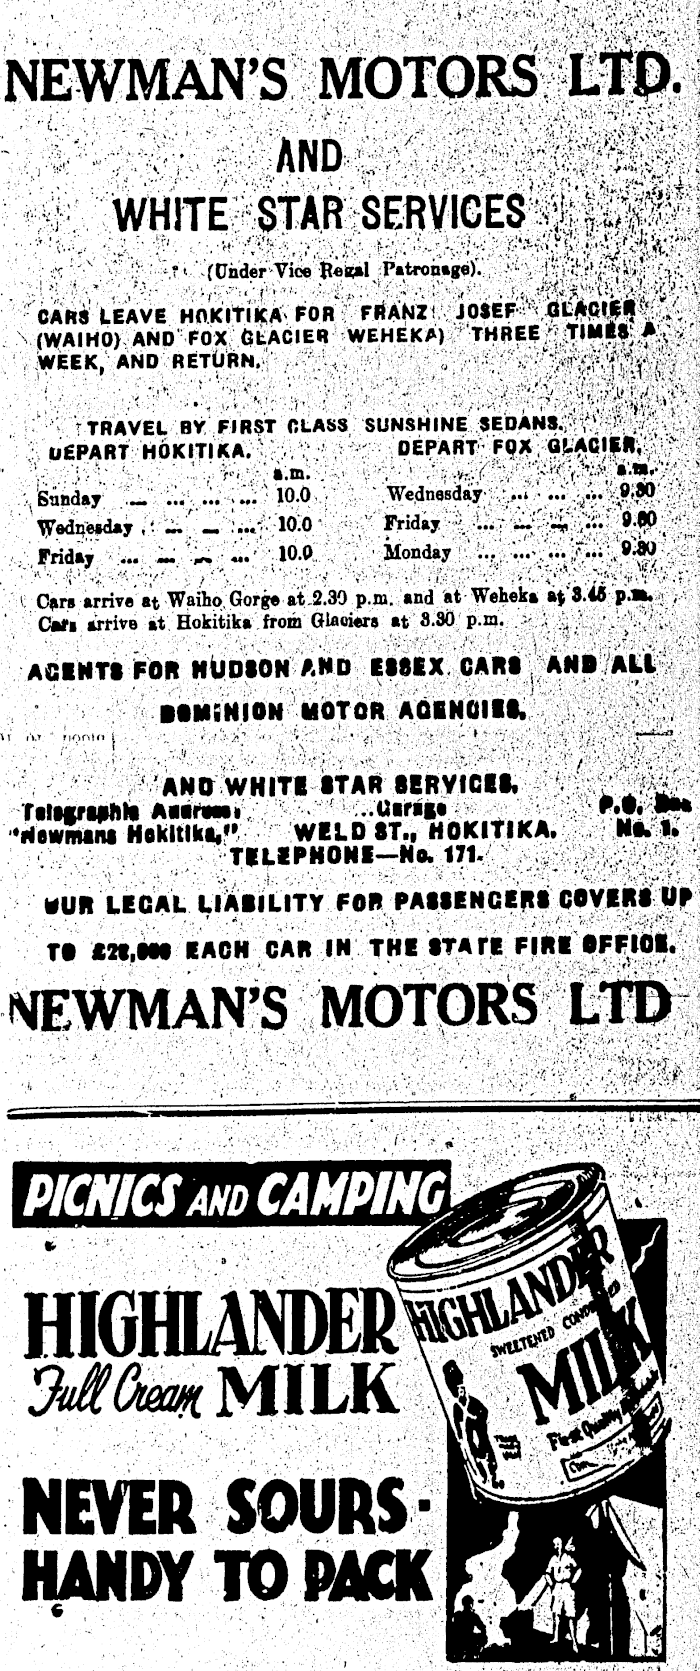 NEWMAN'S MOTORS LTD.
AND
WHITE STAR SERVICES
(Under Vice Regal Patronage).
CARS LEAVE HOKITIKA FOR FRANZ JOSEF GLACIER
(WAIHO) AND FOX GLACIER WEHEKA) THREE TIMES A
WEEK, AND RETURN.
TRAVEL BY FIRST CLASS SUNSHINE SEDANS.
DEPART HOKITIKA. DEPART FOX GLACIER.
a.m. a.m.
Sunday — ... ... ... 10.0 Wednesday ... ... ... 9.30
Wednesday . — — ... 10.0 Friday ... — — ...
Friday ... — — ... 10.0 Monday ... ... ... ... 9.30
Cars arrive at Waiho Gorge at 2.30 p.m. and at Weheka at 3.45 p.m.
Cars arrive at Hokitika from Glaciers at 3.30 p.m.
AGENTS FOR HUDSON AND ESSEX CARS AND ALL
DOMINION MOTOR AGENCIES,
AND WHITE STAR SERVICES.
Telegraphic Address, ...Garage P.O. Box
"Newmans Hokitika," WELD ST., HOKITIKA. No. 1.
TELEPHONE—No. 171.
OUR LEGAL LIABILITY FOR PASSENGERS COVERS UP
TO EACH CAR IN THE STATE FIRE OFFICE.
NEWMAN'S MOTORS LTD
PICNICS AND CAMPING
HIGHLANDER
Full Cream MILK
NEVER SOURS -
HANDY TO PACK
HIGHLANDER
SWEETENED CONDENSED
MILK
First Quality